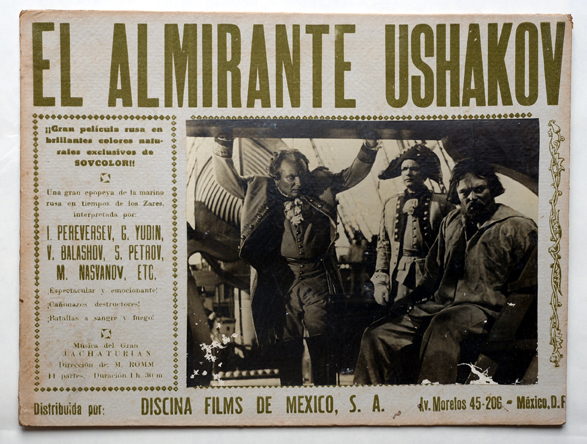 EL ALMIRANTE USHAKOV
¡¡Gran película rusa en
brillantes colores natu-
rales exclusivos de
SOVCOLOR!!
Una gran epopeya de la marina
rusa en tiempos de los Zares,
interpretada por:
I. PEREVERSEV, G. YUDIN,
V. BALASHOV, S. PETROV,
M. NASVANOV, ETC.
Espectacular y emocionante!
¡Cañonazos destructores!
¡Batallas a sangre y fuego!
Música del Gran
JACHATURIAN
Dirección de M. ROMM
11 partes. Duración 1 h. 30 m.
Distribuida por: DISCINA FILMS DE MEXICO, S. A. Av. Morelos 45-206 - México, D. F.